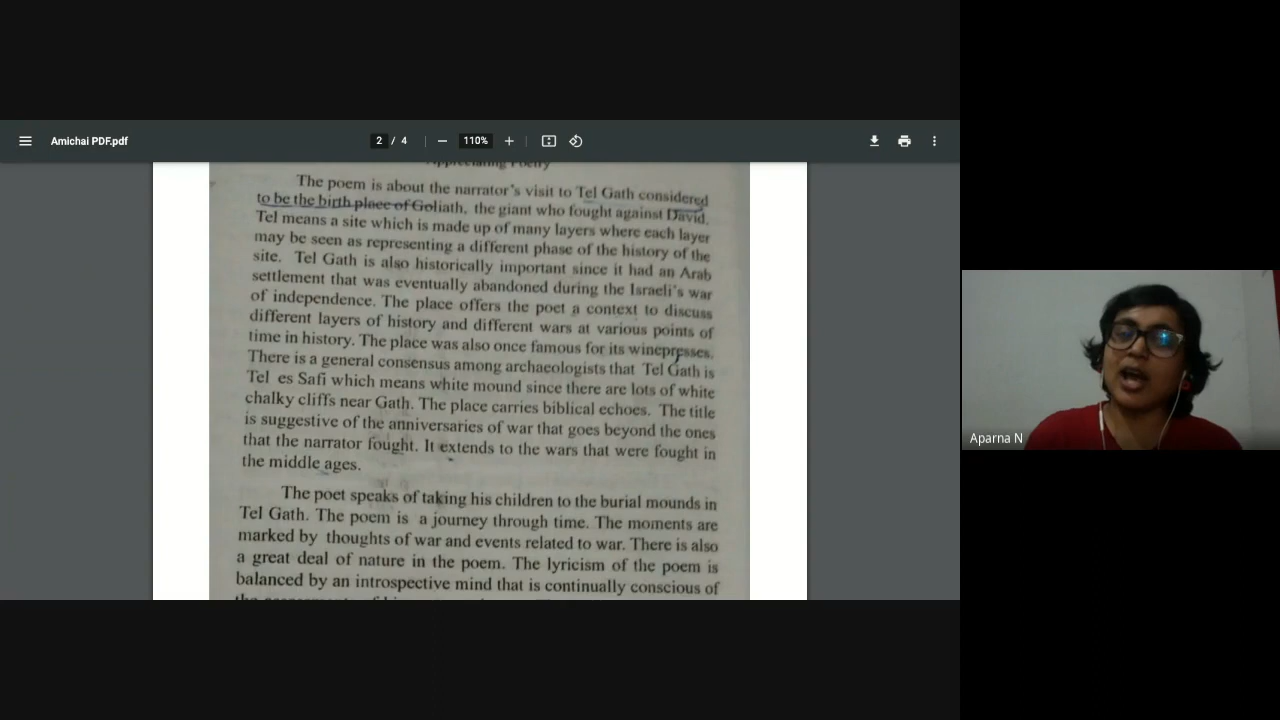 Amichai PDF.pdf
2 / 4
110%
Appreciating Poetry
The poem is about the narrator's visit to Tel Gath considered
to be the birth place of Goliath, the giant who fought against David.
Tel means a site which is made up of many layers where each layer
may be seen as representing a different phase of the history of the
site. Tel Gath is also historically important since it had an Arab
settlement that was eventually abandoned during the Israeli's war
of independence. The place offers the poet a context to discuss
different layers of history and different wars at various points of
time in history. The place was also once famous for its winepresses.
There is a general consensus among archaeologists that Tel Gath is
Tel es Safi which means white mound since there are lots of white
chalky cliffs near Gath. The place carries biblical echoes. The title
is suggestive of the anniversaries of war that goes beyond the ones
that the narrator fought. It extends to the wars that were fought in
the middle ages.
The poet speaks of taking his children to the burial mounds in
Tel Gath. The poem is a journey through time. The moments are
marked by thoughts of war and events related to war. There is also
a great deal of nature in the poem. The lyricism of the poem is
balanced by an introspective mind that is continually conscious of
Aparna N